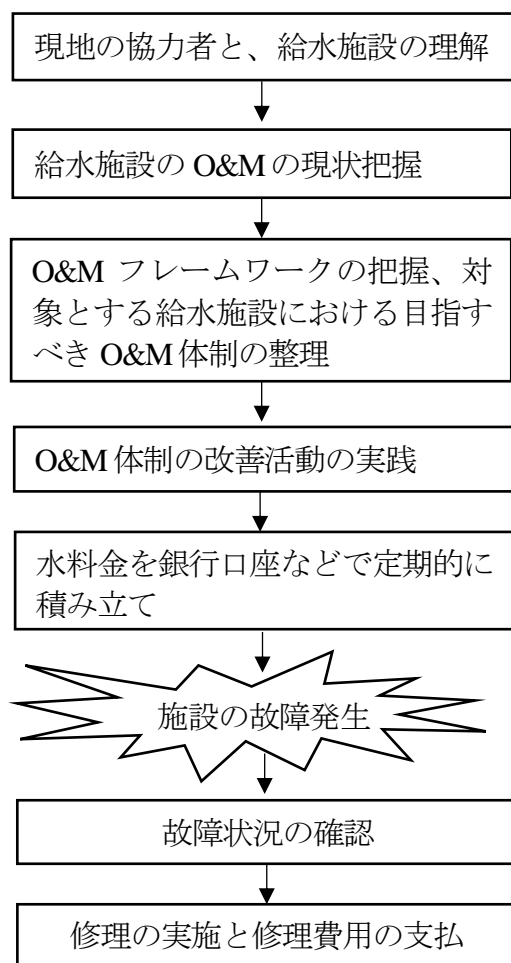 現地の協力者と、給水施設の理解
給水施設の O&M の現状把握
O&M フレームワークの把握、対
象とする給水施設における目指す
べき O&M 体制の整理
O&M 体制の改善活動の実践
水料金を銀行口座などで定期的に
積み立て
施設の故障発生
故障状況の確認
修理の実施と修理費用の支払